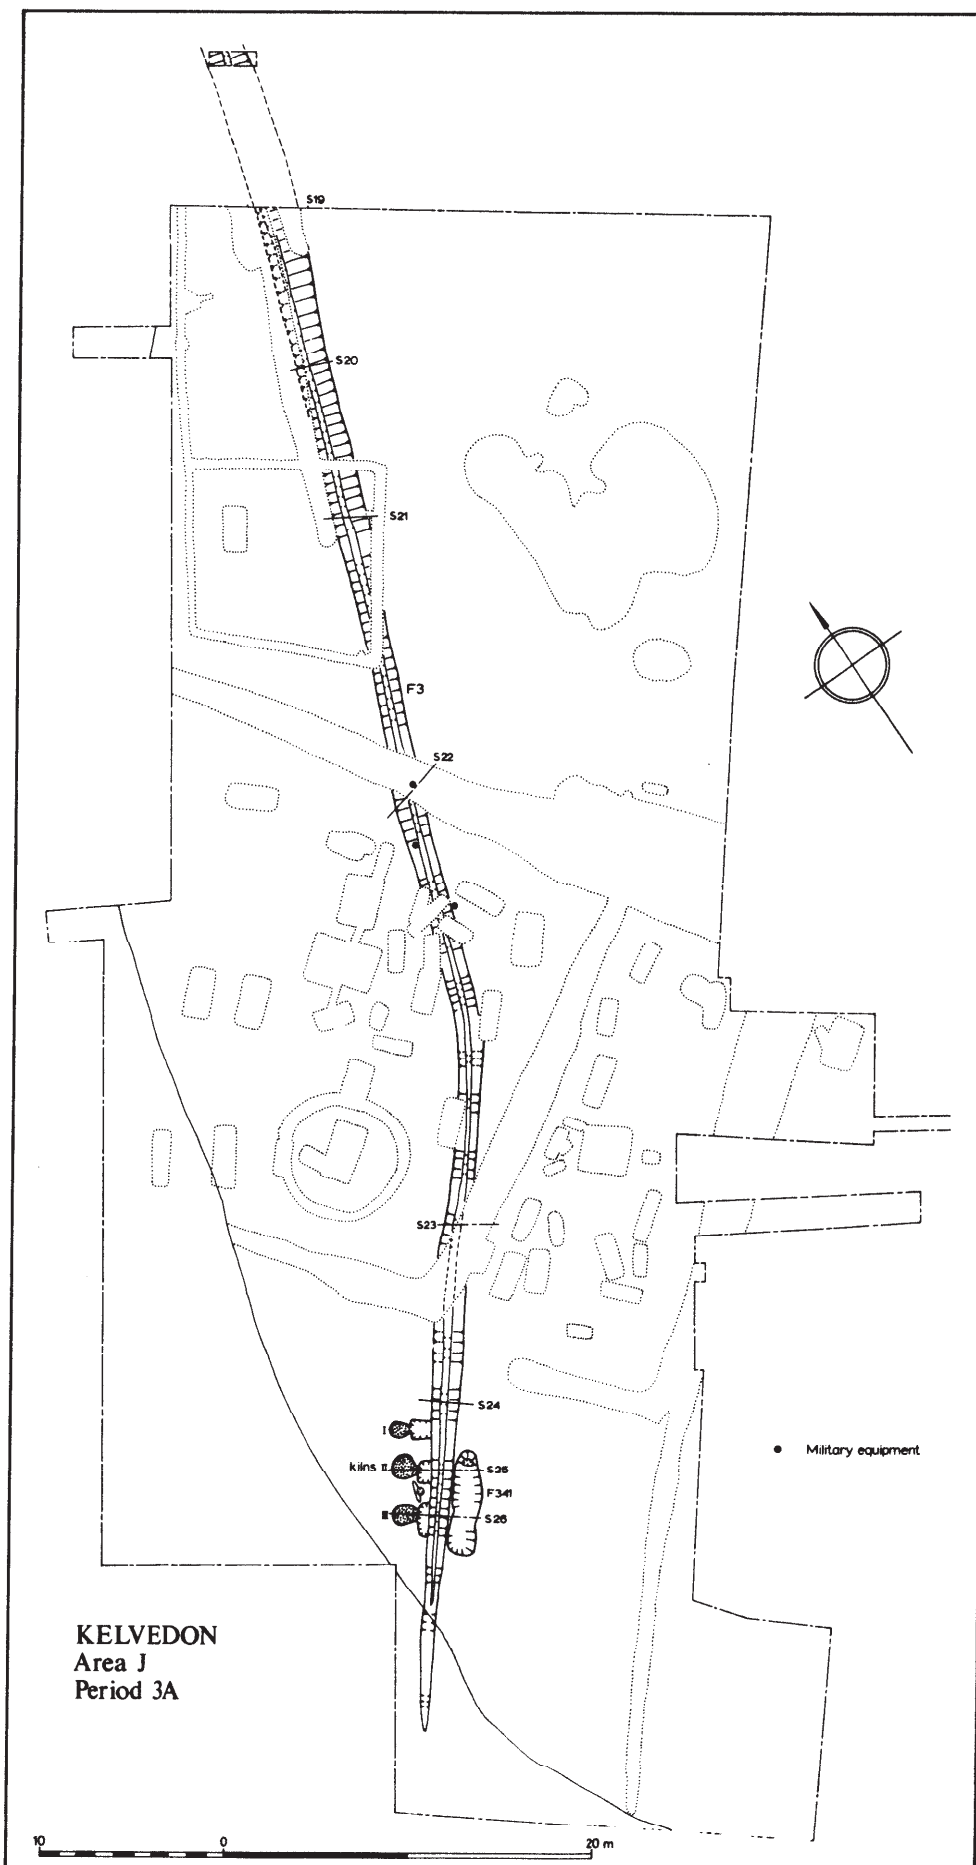 S19
S20
S21
F3
S22
S23
S24
I
kilns II
S25
F341
III
S26
Military equipment
KELVEDON
Area J
Period 3A
10 0 20 m